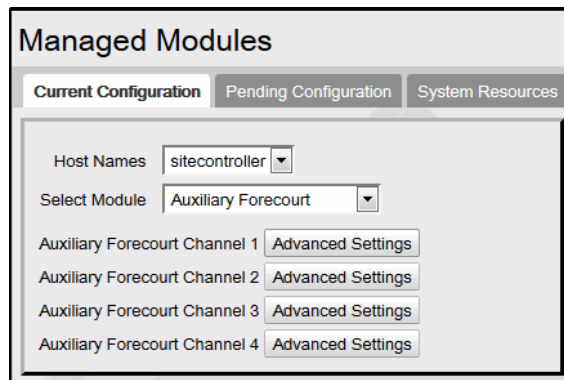 Managed Modules
Current Configuration Pending Configuration System Resources
Host Names sitecontroller
Select Module Auxiliary Forecourt
Auxiliary Forecourt Channel 1 Advanced Settings
Auxiliary Forecourt Channel 2 Advanced Settings
Auxiliary Forecourt Channel 3 Advanced Settings
Auxiliary Forecourt Channel 4 Advanced Settings